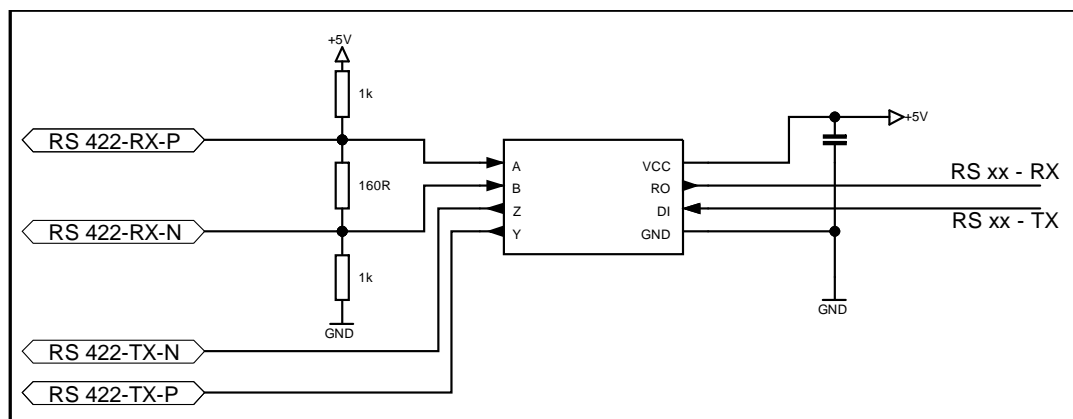 +5V
1k
RS 422-RX-P
160R
RS 422-RX-N
1k
GND
RS 422-TX-N
RS 422-TX-P
A
B
Z
Y
VCC
RO
DI
GND
+5V
RS xx - RX
RS xx - TX
GND